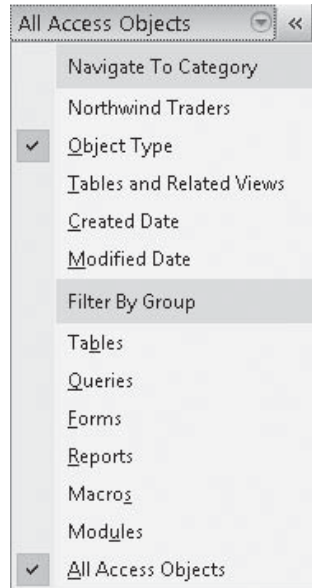 All Access Objects «
Navigate To Category
Northwind Traders
Object Type
Tables and Related Views
Created Date
Modified Date
Filter By Group
Tables
Queries
Forms
Reports
Macros
Modules
All Access Objects